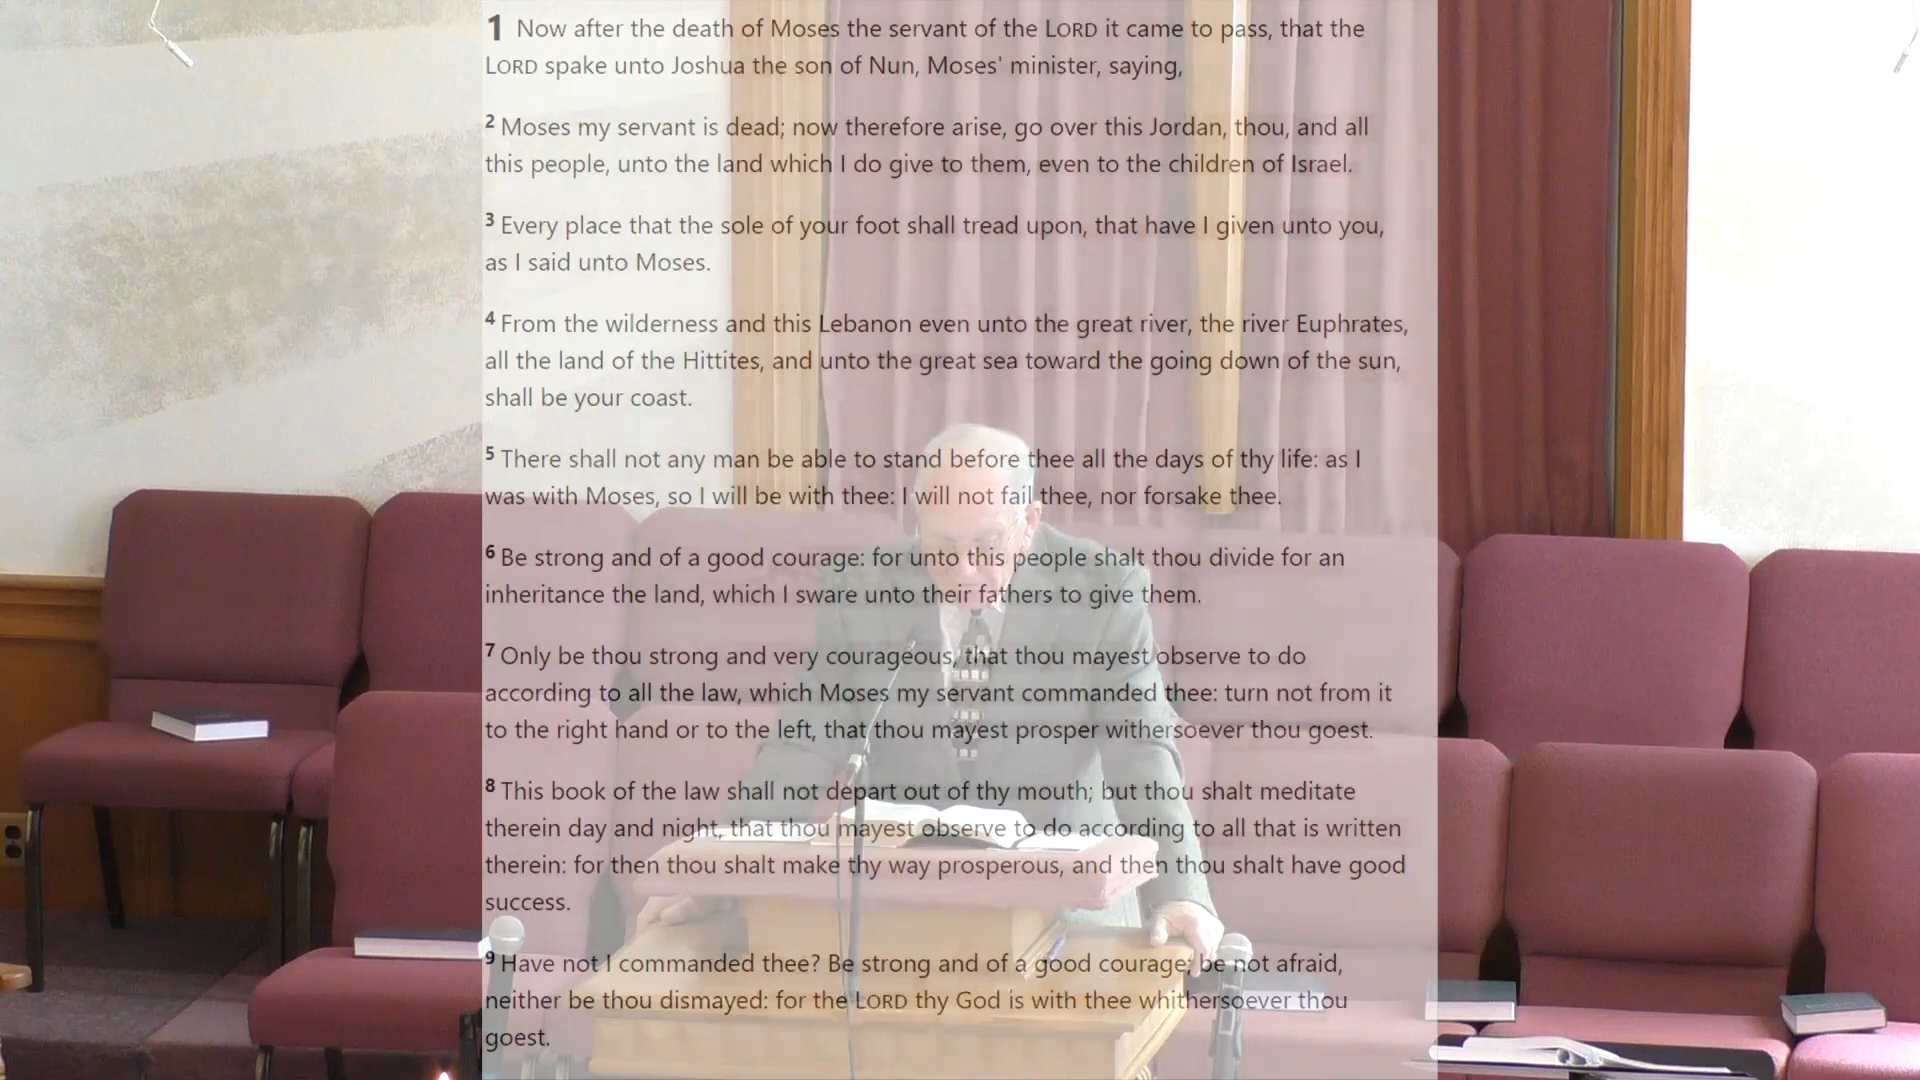 1 Now after the death of Moses the servant of the LORD it came to pass, that the
LORD spake unto Joshua the son of Nun, Moses' minister, saying,
2 Moses my servant is dead; now therefore arise, go over this Jordan, thou, and all
this people, unto the land which I do give to them, even to the children of Israel.
3 Every place that the sole of your foot shall tread upon, that have I given unto you,
as I said unto Moses.
4 From the wilderness and this Lebanon even unto the great river, the river Euphrates,
all the land of the Hittites, and unto the great sea toward the going down of the sun,
shall be your coast.
5 There shall not any man be able to stand before thee all the days of thy life: as I
was with Moses, so I will be with thee: I will not fail thee, nor forsake thee.
6 Be strong and of a good courage: for unto this people shalt thou divide for an
inheritance the land, which I sware unto their fathers to give them.
7 Only be thou strong and very courageous, that thou mayest observe to do
according to all the law, which Moses my servant commanded thee: turn not from it
to the right hand or to the left, that thou mayest prosper withersoever thou goest.
8 This book of the law shall not depart out of thy mouth; but thou shalt meditate
therein day and night, that thou mayest observe to do according to all that is written
therein: for then thou shalt make thy way prosperous, and then thou shalt have good
success.
9 Have not I commanded thee? Be strong and of a good courage; be not afraid,
neither be thou dismayed: for the LORD thy God is with thee whithersoever thou
goest.